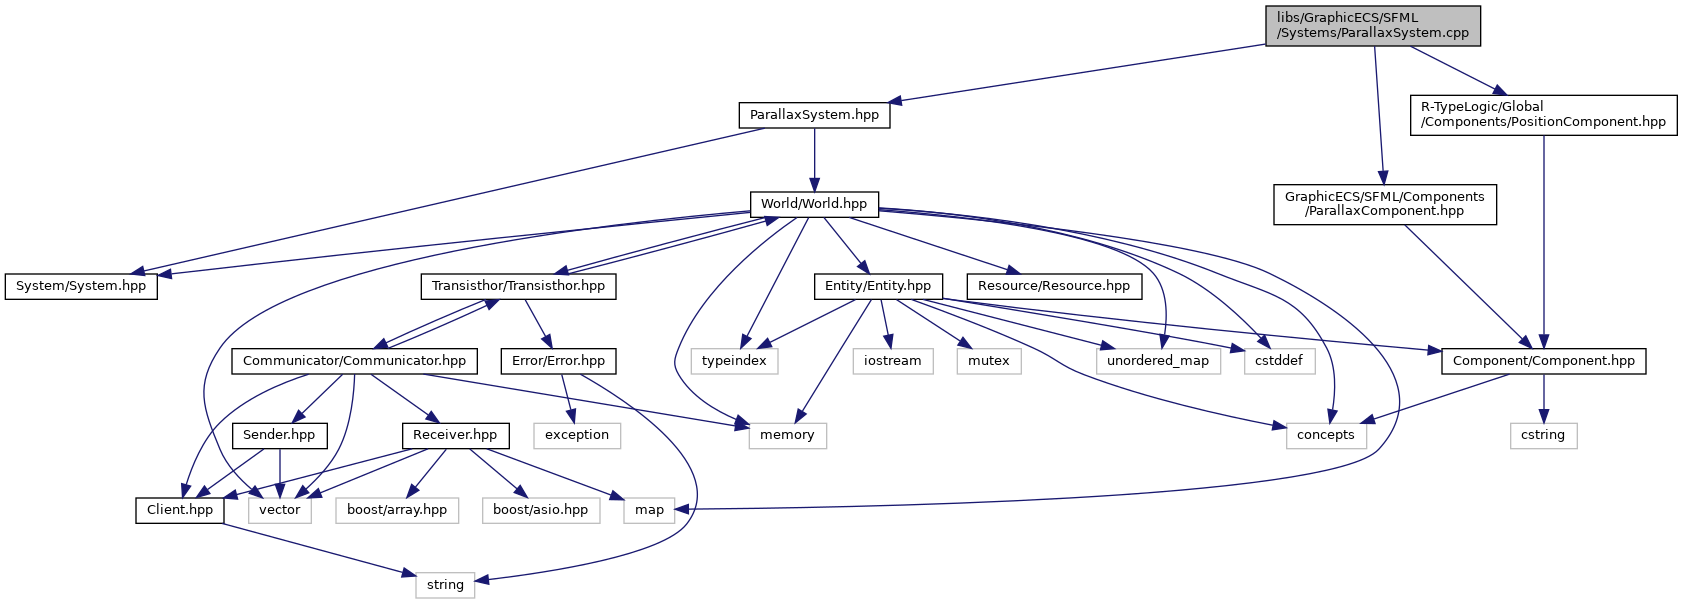 libs/GraphicECS/SFML
/Systems/ParallaxSystem.cpp
ParallaxSystem.hpp
R-TypeLogic/Global
/Components/PositionComponent.hpp
World/World.hpp
GraphicECS/SFML/Components
/ParallaxComponent.hpp
System/System.hpp
Transisthor/Transisthor.hpp
Entity/Entity.hpp
Resource/Resource.hpp
Communicator/Communicator.hpp
Error/Error.hpp
typeindex
iostream
mutex
unordered_map
cstddef
Component/Component.hpp
Sender.hpp
Receiver.hpp
exception
memory
concepts
cstring
Client.hpp
vector
boost/array.hpp
boost/asio.hpp
map
string